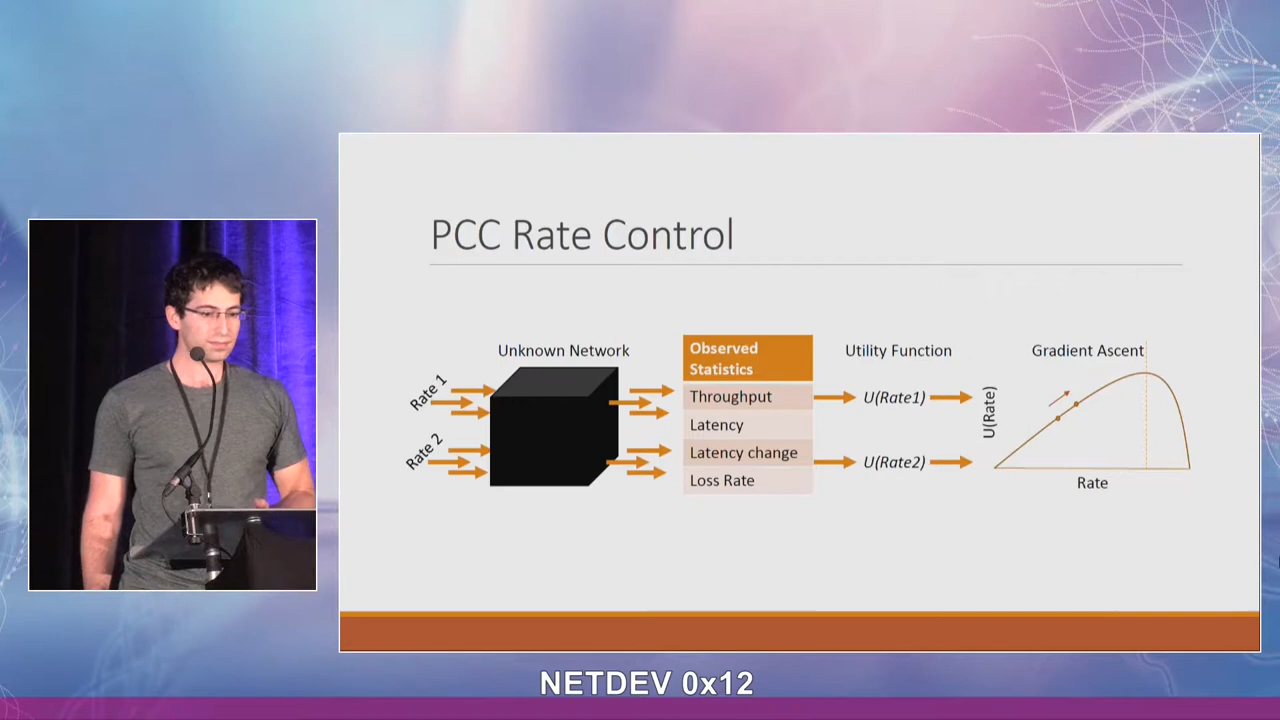 PCC Rate Control
Unknown Network
Rate 1
Rate 2
Observed
Statistics
Throughput
Latency
Latency change
Loss Rate
Utility Function
U(Rate1)
U(Rate2)
Gradient Ascent
U(Rate)
Rate
NETDEV 0x12